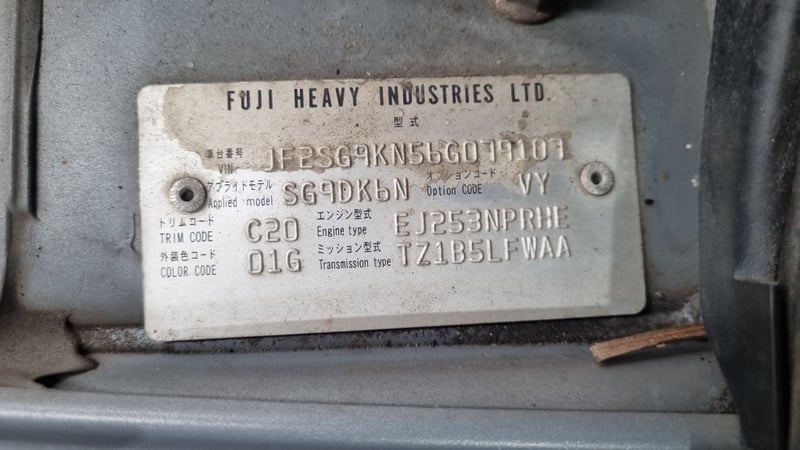 FUJI HEAVY INDUSTRIES LTD.
型式
車台番号 VIN JF2SG9KN56G099109
アプライドモデル Applied model SG9DK6N オプションコード Option CODE VY
トリムコード TRIM CODE C20 エンジン型式 Engine type EJ253NPRHE
外装色コード COLOR CODE 01G ミッション型式 Transmission type TZ1B5LFWAA